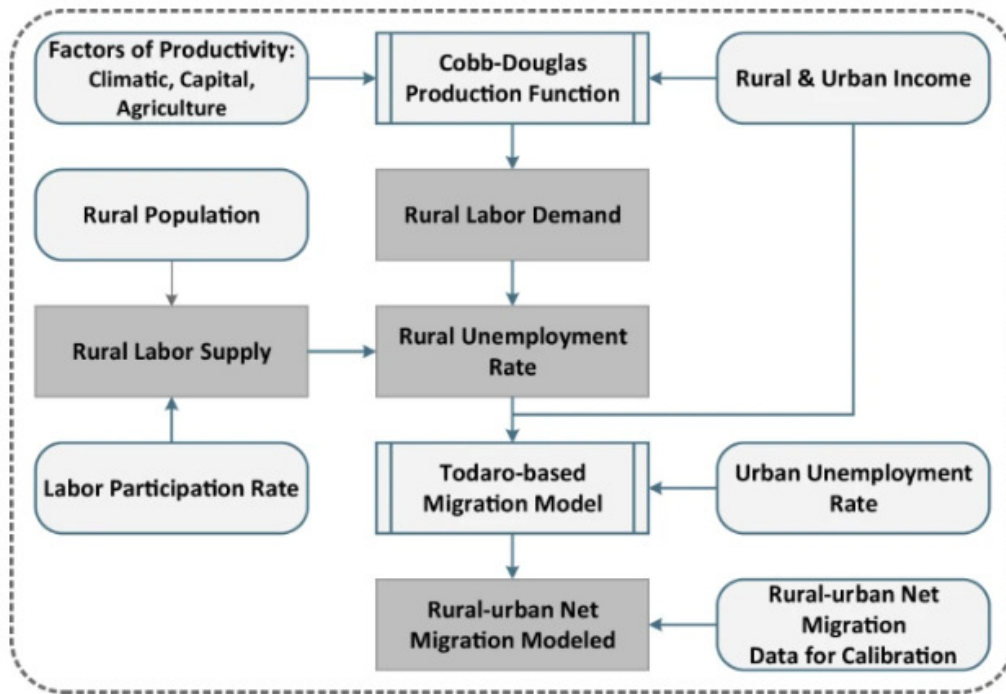 Factors of Productivity:
Climatic, Capital,
Agriculture
Cobb-Douglas
Production Function
Rural & Urban Income
Rural Population
Rural Labor Demand
Rural Labor Supply
Rural Unemployment
Rate
Labor Participation Rate
Todaro-based
Migration Model
Urban Unemployment
Rate
Rural-urban Net
Migration Modeled
Rural-urban Net
Migration
Data for Calibration